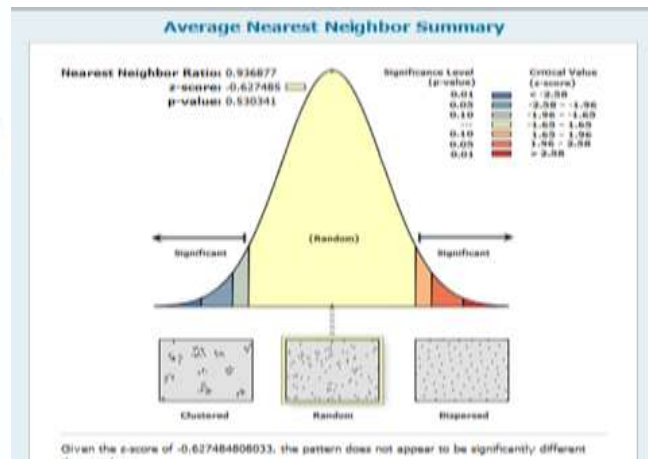 Average Nearest Neighbor Summary
Nearest Neighbor Ratio: 0.936877
z-score: -0.627485
p-value: 0.530341
Significance Level
(p-value)
Critical Value
(z-score)
0.01 < -2.58
0.05 -2.58 - -1.96
0.10 -1.96 - -1.65
--- -1.65 - 1.65
0.10 1.65 - 1.96
0.05 1.96 - 2.58
0.01 > 2.58
(Random)
Significant Significant
Clustered Random Dispersed
Given the z-score of -0.627484808033, the pattern does not appear to be significantly different